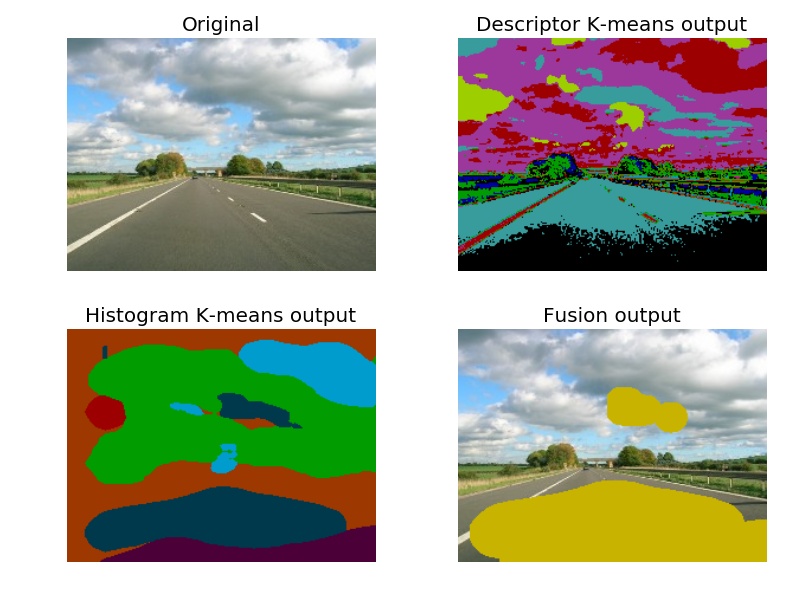 Original
Descriptor K-means output
Histogram K-means output
Fusion output